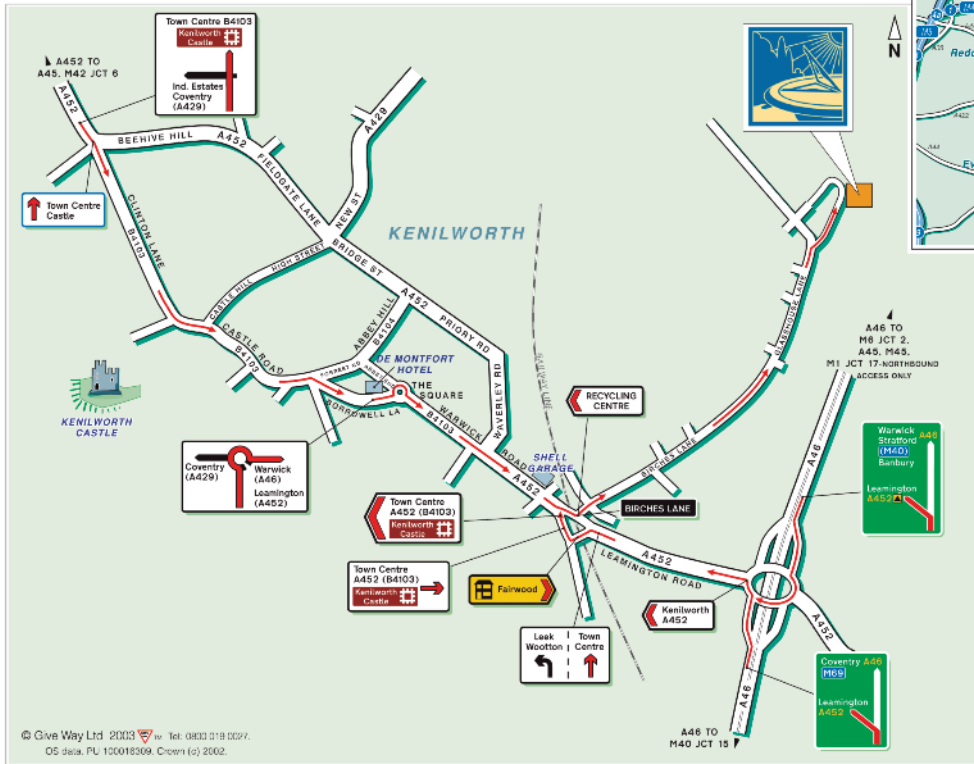 Town Centre B4103
Kenilworth
Castle
Ind. Estates
Coventry
(A429)
A452 TO
A45. M42 JCT 6
A452
BEEHIVE HILL
A452
FIELDGATE LANE
A429
NEW ST
Town Centre
Castle
CLINTON LANE
B4103
KENILWORTH
HIGH STREET
CASTLE HILL
BRIDGE ST
A452
PRIORY RD
ABBEY HILL
B4104
CASTLE ROAD
B4103
DE MONTFORT
HOTEL
THE
SQUARE
BORROWELL LA
WARWICK
ROAD
B4103
WAVERLEY RD
RAILWAY LINE
GLASSHOUSE LANE
N
KENILWORTH
CASTLE
Coventry
(A429)
Warwick
(A46)
Leamington
(A452)
RECYCLING
CENTRE
SHELL
GARAGE
A452
BIRCHES LANE
BIRCHES LANE
Town Centre
A452 (B4103)
Kenilworth
Castle
Town Centre
A452 (B4103)
Kenilworth
Castle
Fairwood
Leek
Wootton
Town
Centre
A452
LEAMINGTON ROAD
Kenilworth
A452
A452
A46 TO
M6 JCT 2.
A45. M45.
M1 JCT 17-NORTHBOUND
ACCESS ONLY
A46
Warwick
Stratford
(M40)
Banbury
A46
Leamington
A452
Coventry A46
M69
Leamington
A452
A46
A46 TO
M40 JCT 15
© Give Way Ltd 2003 Tel: 0800 019 0027.
OS data. PU 100018309. Crown (c) 2002.